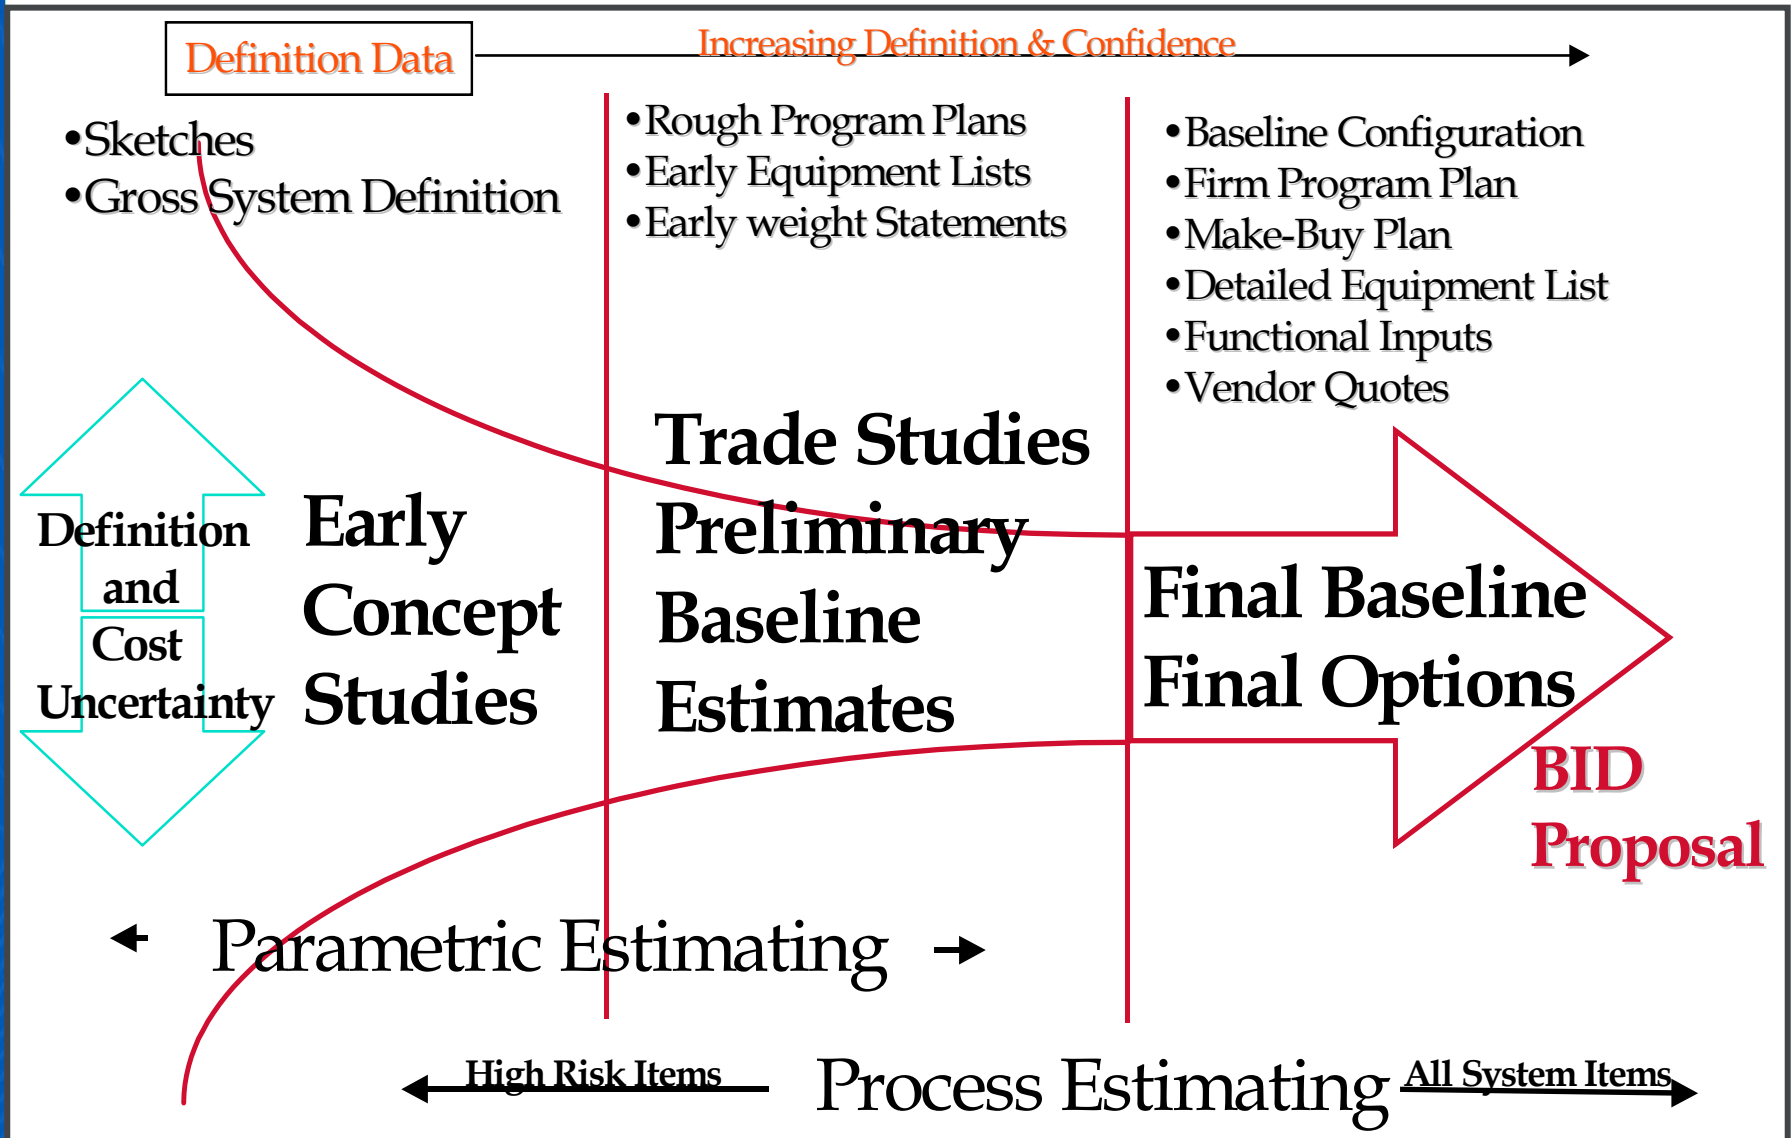 Definition Data
Increasing Definition & Confidence
•Sketches
•Gross System Definition
•Rough Program Plans
•Early Equipment Lists
•Early weight Statements
•Baseline Configuration
•Firm Program Plan
•Make-Buy Plan
•Detailed Equipment List
•Functional Inputs
•Vendor Quotes
Definition
and
Cost
Uncertainty
Early
Concept
Studies
Trade Studies
Preliminary
Baseline
Estimates
Final Baseline
Final Options
BID
Proposal
Parametric Estimating
High Risk Items
Process Estimating
All System Items